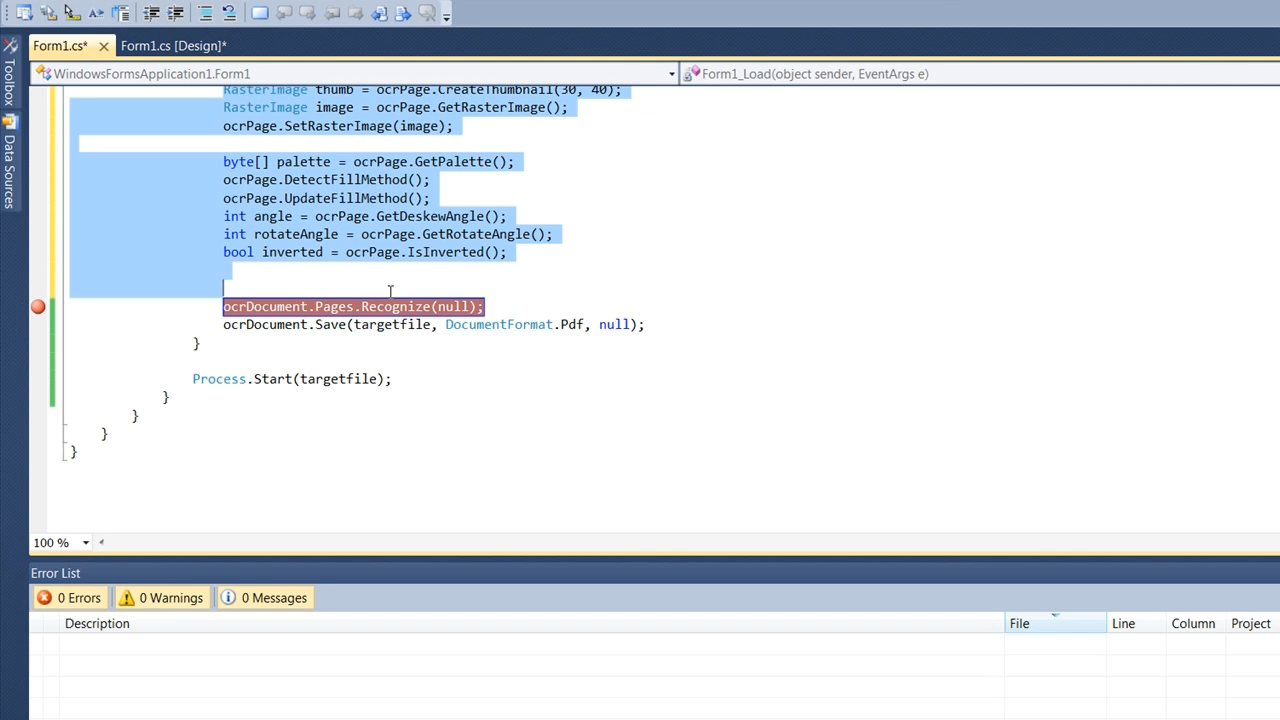 Form1.cs*
Form1.cs [Design]*
WindowsFormsApplication1.Form1
Form1_Load(object sender, EventArgs e)
Toolbox
Data Sources
RasterImage thumb = ocrPage.CreateThumbnail(30, 40);
RasterImage image = ocrPage.GetRasterImage();
ocrPage.SetRasterImage(image);
byte[] palette = ocrPage.GetPalette();
ocrPage.DetectFillMethod();
ocrPage.UpdateFillMethod();
int angle = ocrPage.GetDeskewAngle();
int rotateAngle = ocrPage.GetRotateAngle();
bool inverted = ocrPage.IsInverted();
ocrDocument.Pages.Recognize(null);
ocrDocument.Save(targetfile, DocumentFormat.Pdf, null);
}
Process.Start(targetfile);
}
}
}
}
100 %
Error List
0 Errors
0 Warnings
0 Messages
Description
File
Line
Column
Project